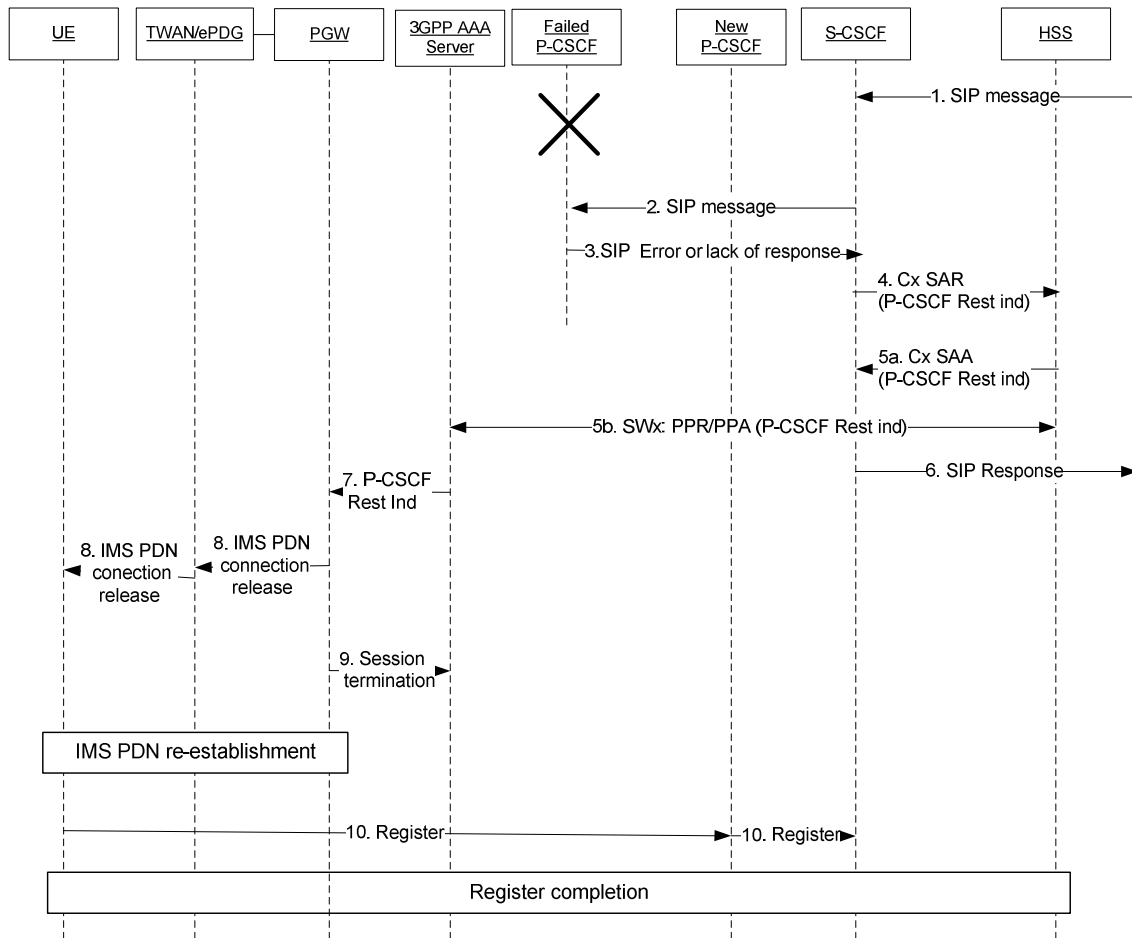 UE
TWAN/ePDG
PGW
3GPP AAA
Server
Failed
P-CSCF
New
P-CSCF
S-CSCF
HSS
1. SIP message
2. SIP message
3.SIP Error or lack of response
4. Cx SAR
(P-CSCF Rest ind)
5a. Cx SAA
(P-CSCF Rest ind)
5b. SWx: PPR/PPA (P-CSCF Rest ind)
6. SIP Response
7. P-CSCF
Rest Ind
8. IMS PDN
conection
release
8. IMS PDN
connection
release
9. Session
termination
IMS PDN re-establishment
10. Register
10. Register
Register completion